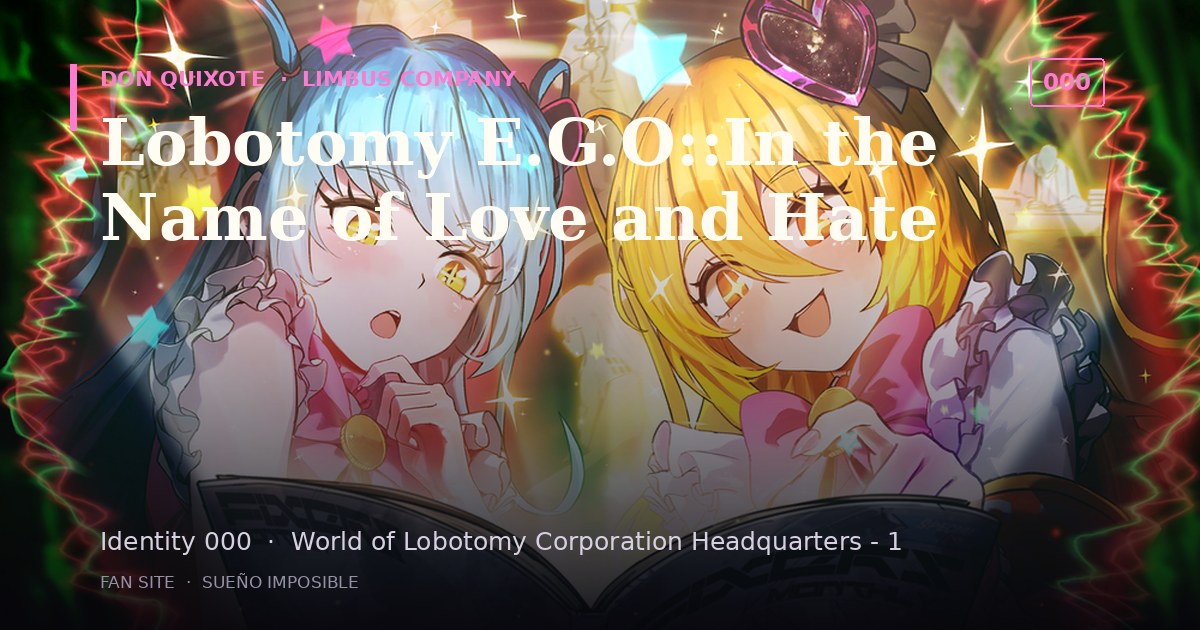 DON QUIXOTE · LIMBUS COMPANY
000
Lobotomy E.G.O::In the
Name of Love and Hate
Identity 000 · World of Lobotomy Corporation Headquarters - 1
FAN SITE · SUEÑO IMPOSIBLE